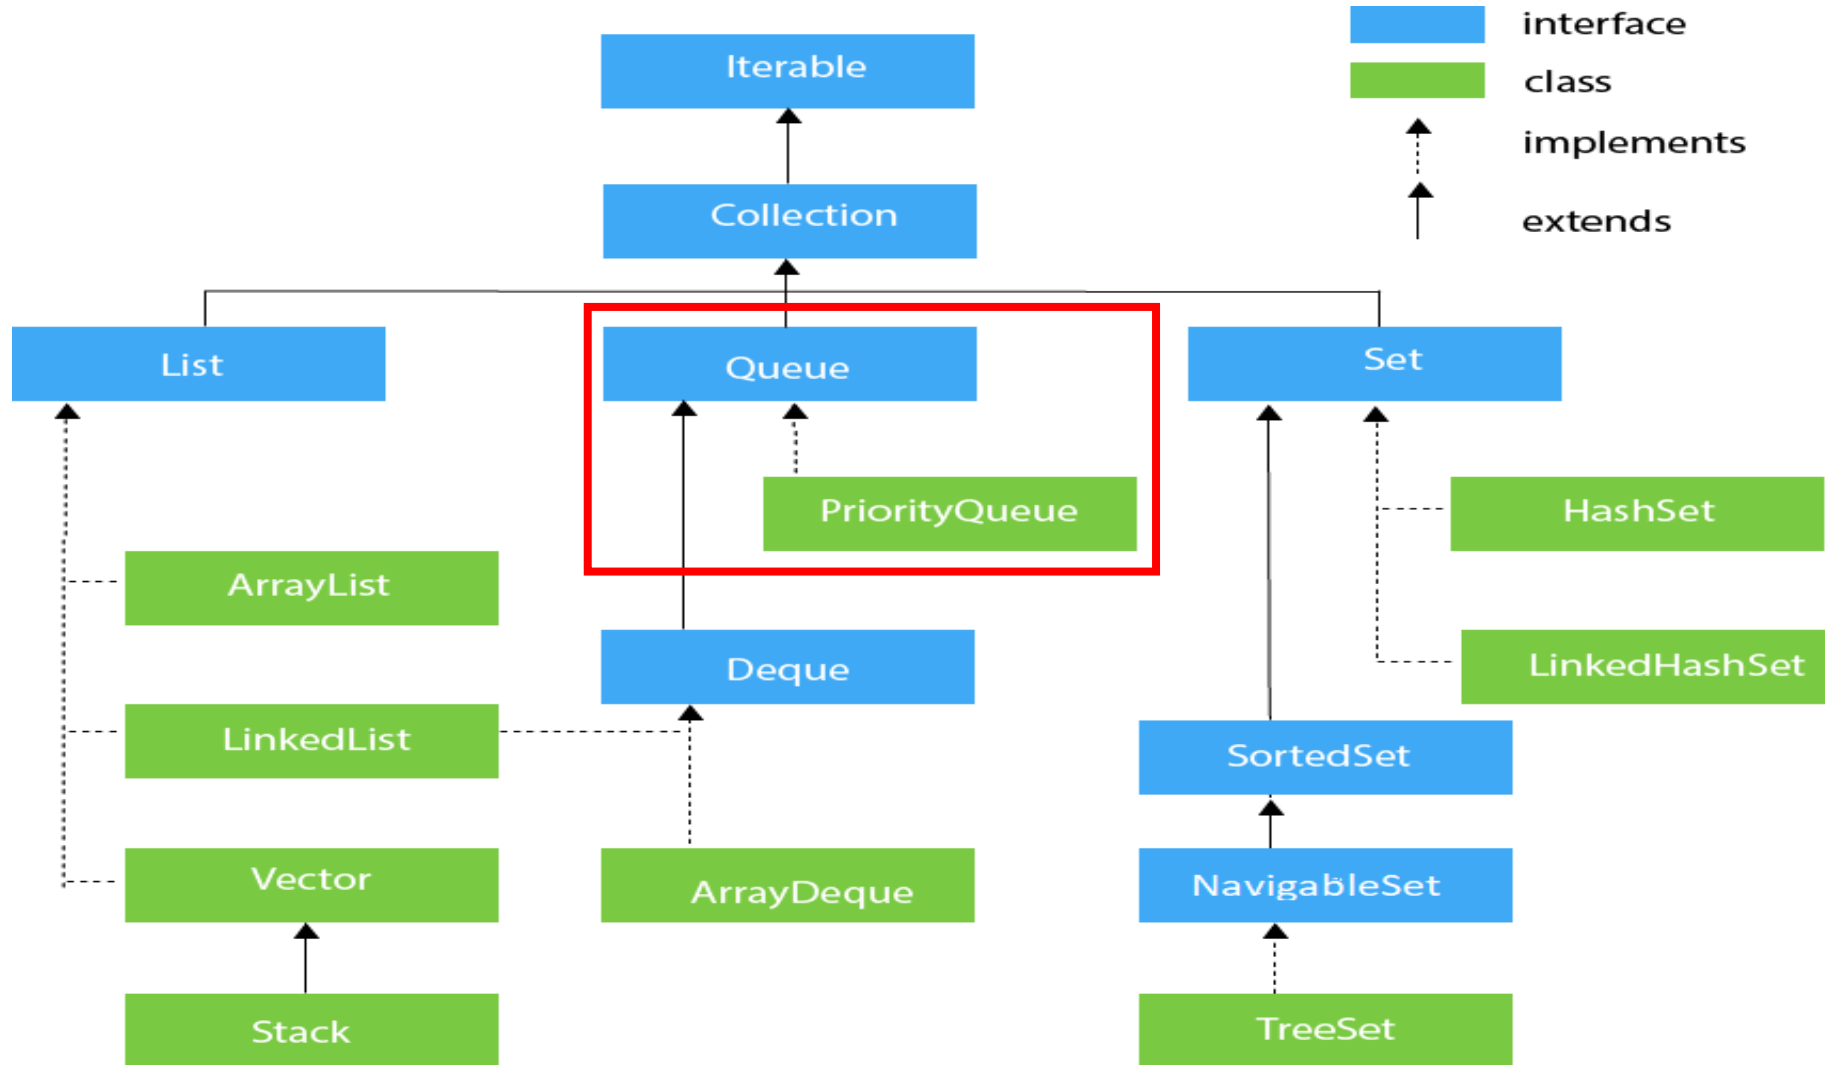 interface
Iterable
class
implements
Collection
extends
List
Queue
Set
PriorityQueue
HashSet
ArrayList
Deque
LinkedHashSet
LinkedList
SortedSet
Vector
ArrayDeque
NavigableSet
Stack
TreeSet